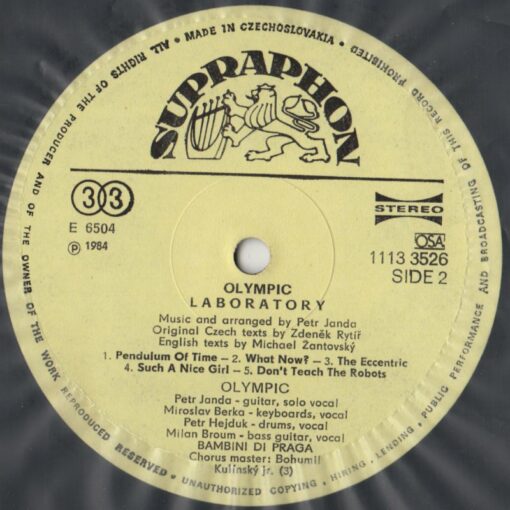 ALL RIGHTS OF THE PRODUCER AND OF THE OWNER OF THE WORK REPRODUCED RESERVED • UNAUTHORIZED COPYING • HIRING • LENDING • PUBLIC PERFORMANCE AND BROADCASTING OF THIS RECORD PROHIBITED • MADE IN CZECHOSLOVAKIA •
SUPRAPHON
33
STEREO
E 6504
OSA
℗ 1984
1113 3526
SIDE 2
OLYMPIC
LABORATORY
Music and arranged by Petr Janda
Original Czech texts by Zdeněk Rytíř
English texts by Michael Žantovský
1. Pendulum Of Time – 2. What Now? – 3. The Eccentric
4. Such A Nice Girl – 5. Don't Teach The Robots
OLYMPIC
Petr Janda - guitar, solo vocal
Miroslav Berka - keyboards, vocal
Petr Hejduk - drums, vocal
Milan Broum - bass guitar, vocal
BAMBINI DI PRAGA
Chorus master: Bohumil
Kulínský jr. (3)